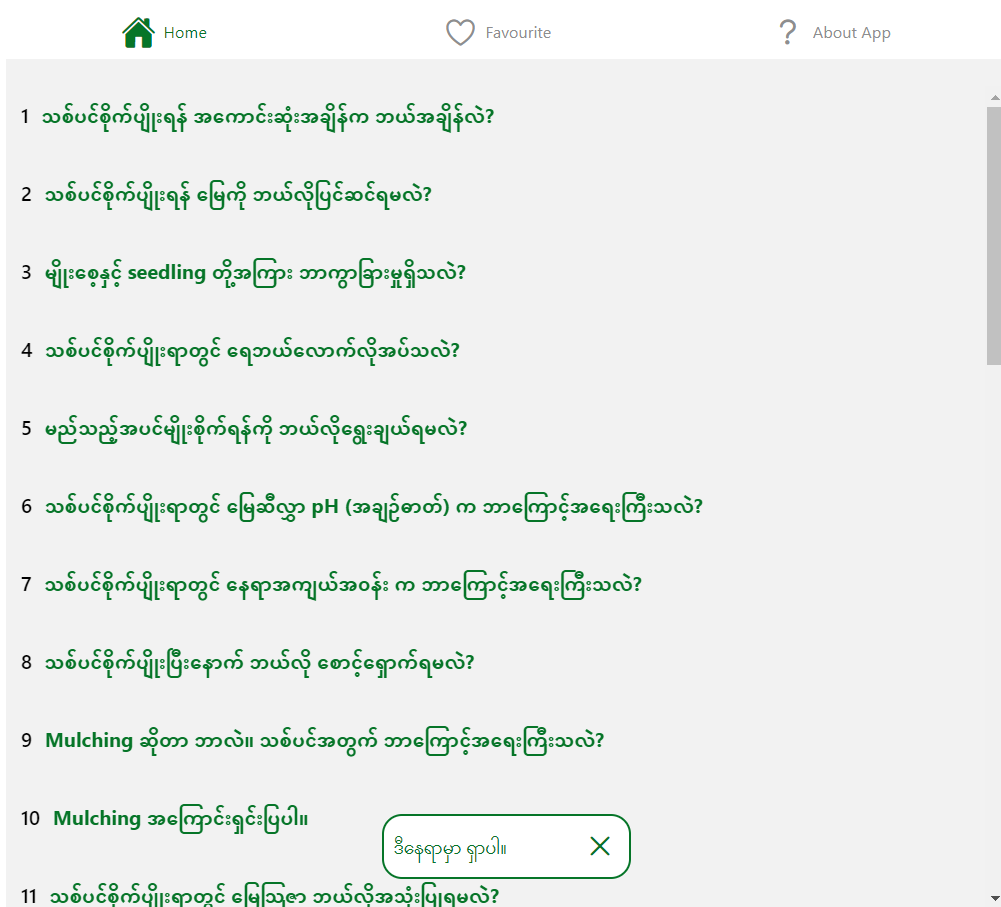 Home
Favourite
About App
1 သစ်ပင်စိုက်ပျိုးရန် အကောင်းဆုံးအချိန်က ဘယ်အချိန်လဲ?
2 သစ်ပင်စိုက်ပျိုးရန် မြေကို ဘယ်လိုပြင်ဆင်ရမလဲ?
3 မျိုးစေ့နှင့် seedling တို့အကြား ဘာကွာခြားမှုရှိသလဲ?
4 သစ်ပင်စိုက်ပျိုးရာတွင် ရေဘယ်လောက်လိုအပ်သလဲ?
5 မည်သည့်အပင်မျိုးစိုက်ရန်ကို ဘယ်လိုရွေးချယ်ရမလဲ?
6 သစ်ပင်စိုက်ပျိုးရာတွင် မြေဆီလွှာ pH (အချဉ်ဓာတ်) က ဘာကြောင့်အရေးကြီးသလဲ?
7 သစ်ပင်စိုက်ပျိုးရာတွင် နေရာအကျယ်အဝန်း က ဘာကြောင့်အရေးကြီးသလဲ?
8 သစ်ပင်စိုက်ပျိုးပြီးနောက် ဘယ်လို စောင့်ရှောက်ရမလဲ?
9 Mulching ဆိုတာ ဘာလဲ။ သစ်ပင်အတွက် ဘာကြောင့်အရေးကြီးသလဲ?
10 Mulching အကြောင်းရှင်းပြပါ။
ဒီနေရာမှာ ရှာပါ။
11 သစ်ပင်စိုက်ပျိုးရာတွင် မြေဩဇာ ဘယ်လိုအသုံးပြုရမလဲ?